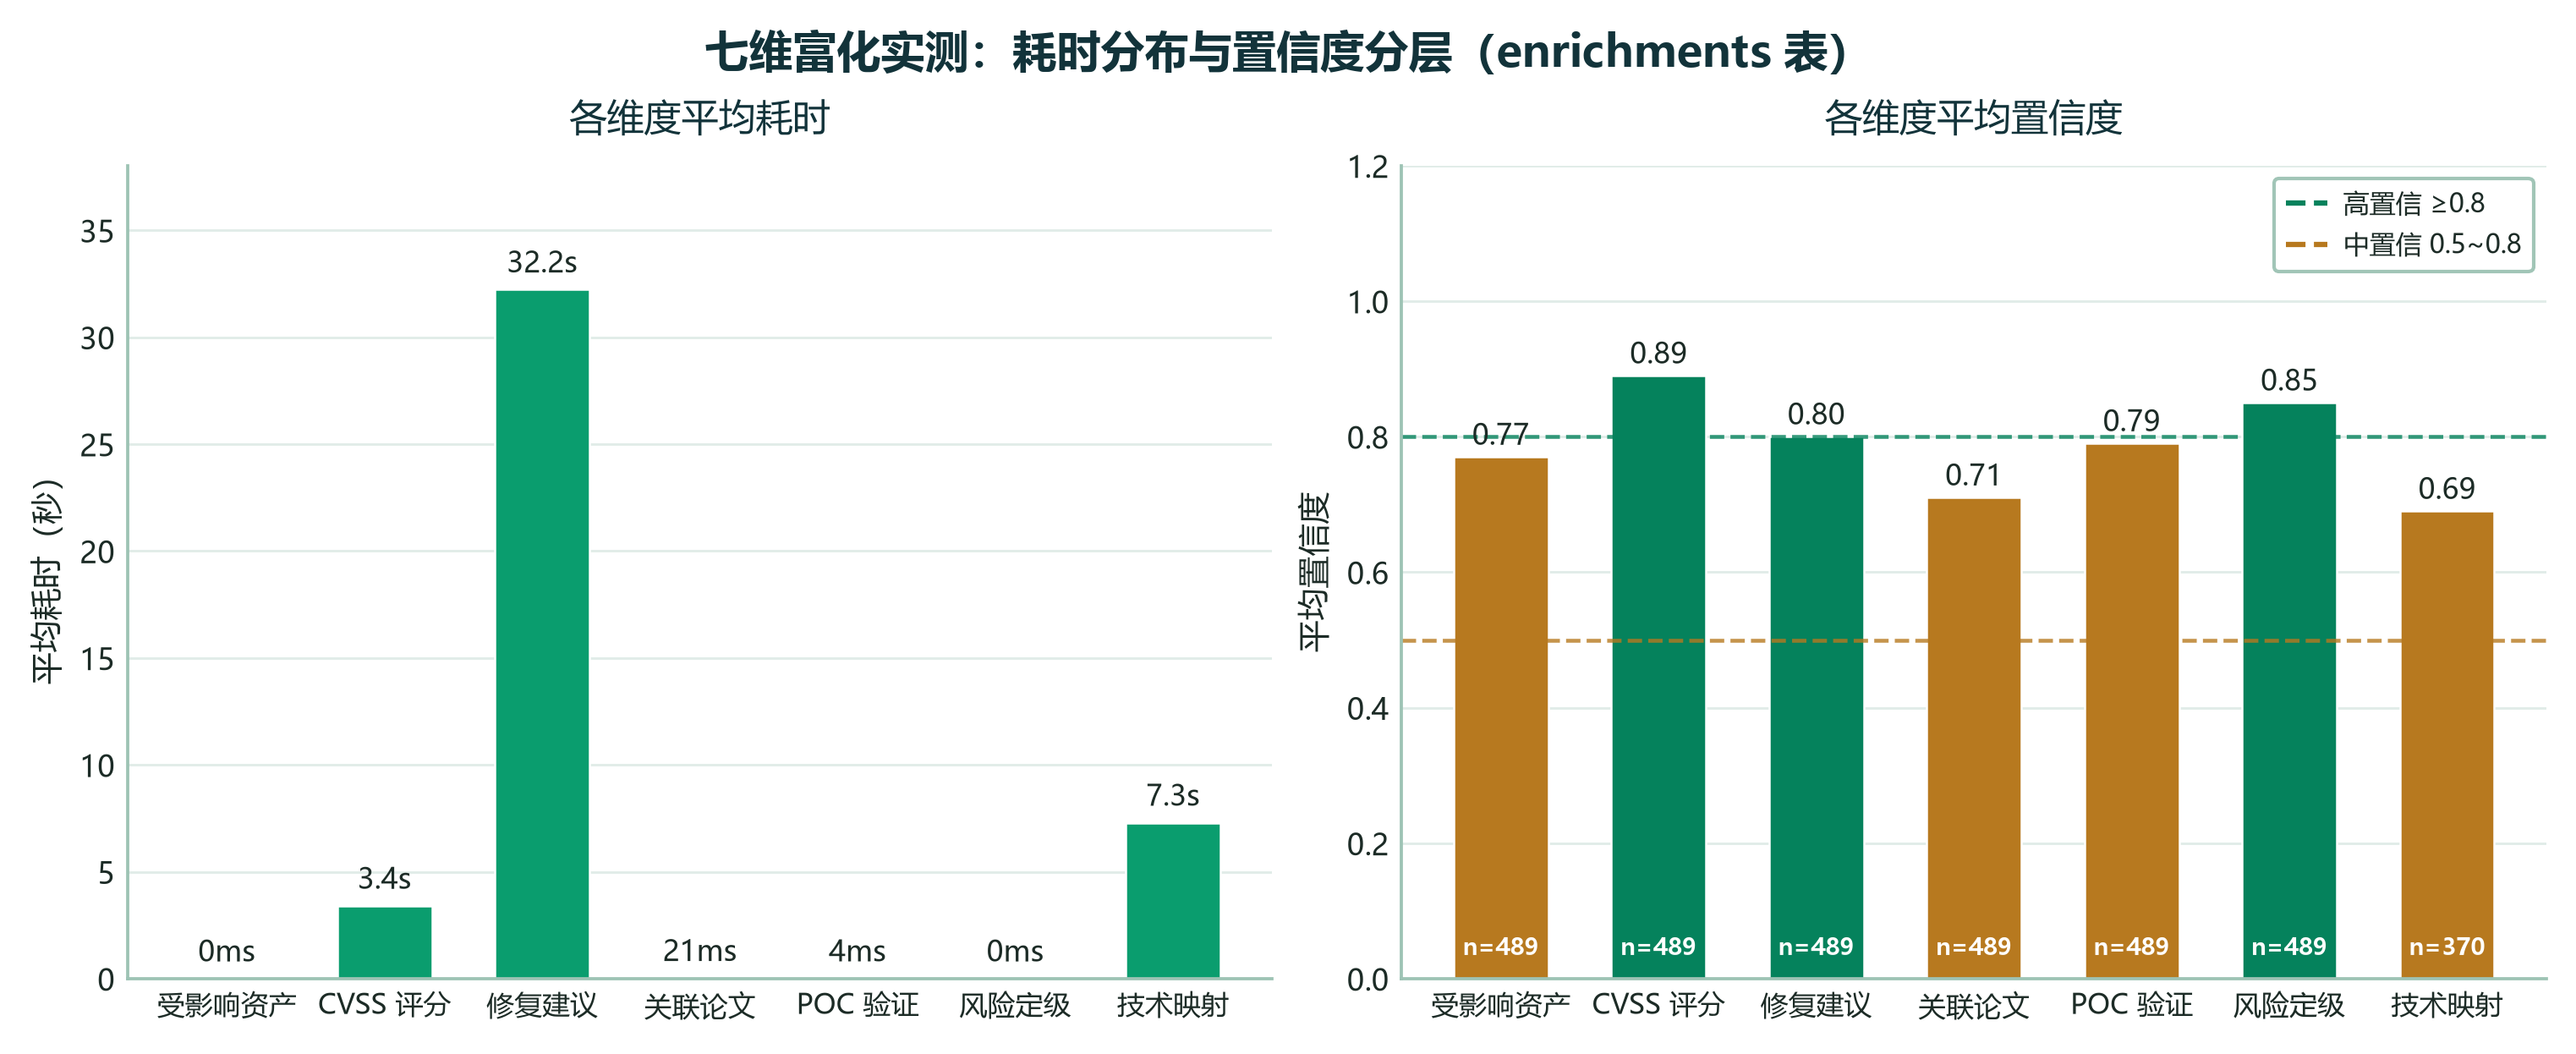 七维富化实测：耗时分布与置信度分层（enrichments 表）
各维度平均耗时
平均耗时（秒）
35
30
25
20
15
10
5
0
0ms
3.4s
32.2s
21ms
4ms
0ms
7.3s
受影响资产
CVSS 评分
修复建议
关联论文
POC 验证
风险定级
技术映射
各维度平均置信度
平均置信度
1.2
1.0
0.8
0.6
0.4
0.2
0.0
高置信 ≥0.8
中置信 0.5~0.8
0.77
0.89
0.80
0.71
0.79
0.85
0.69
n=489
n=489
n=489
n=489
n=489
n=489
n=370
受影响资产
CVSS 评分
修复建议
关联论文
POC 验证
风险定级
技术映射